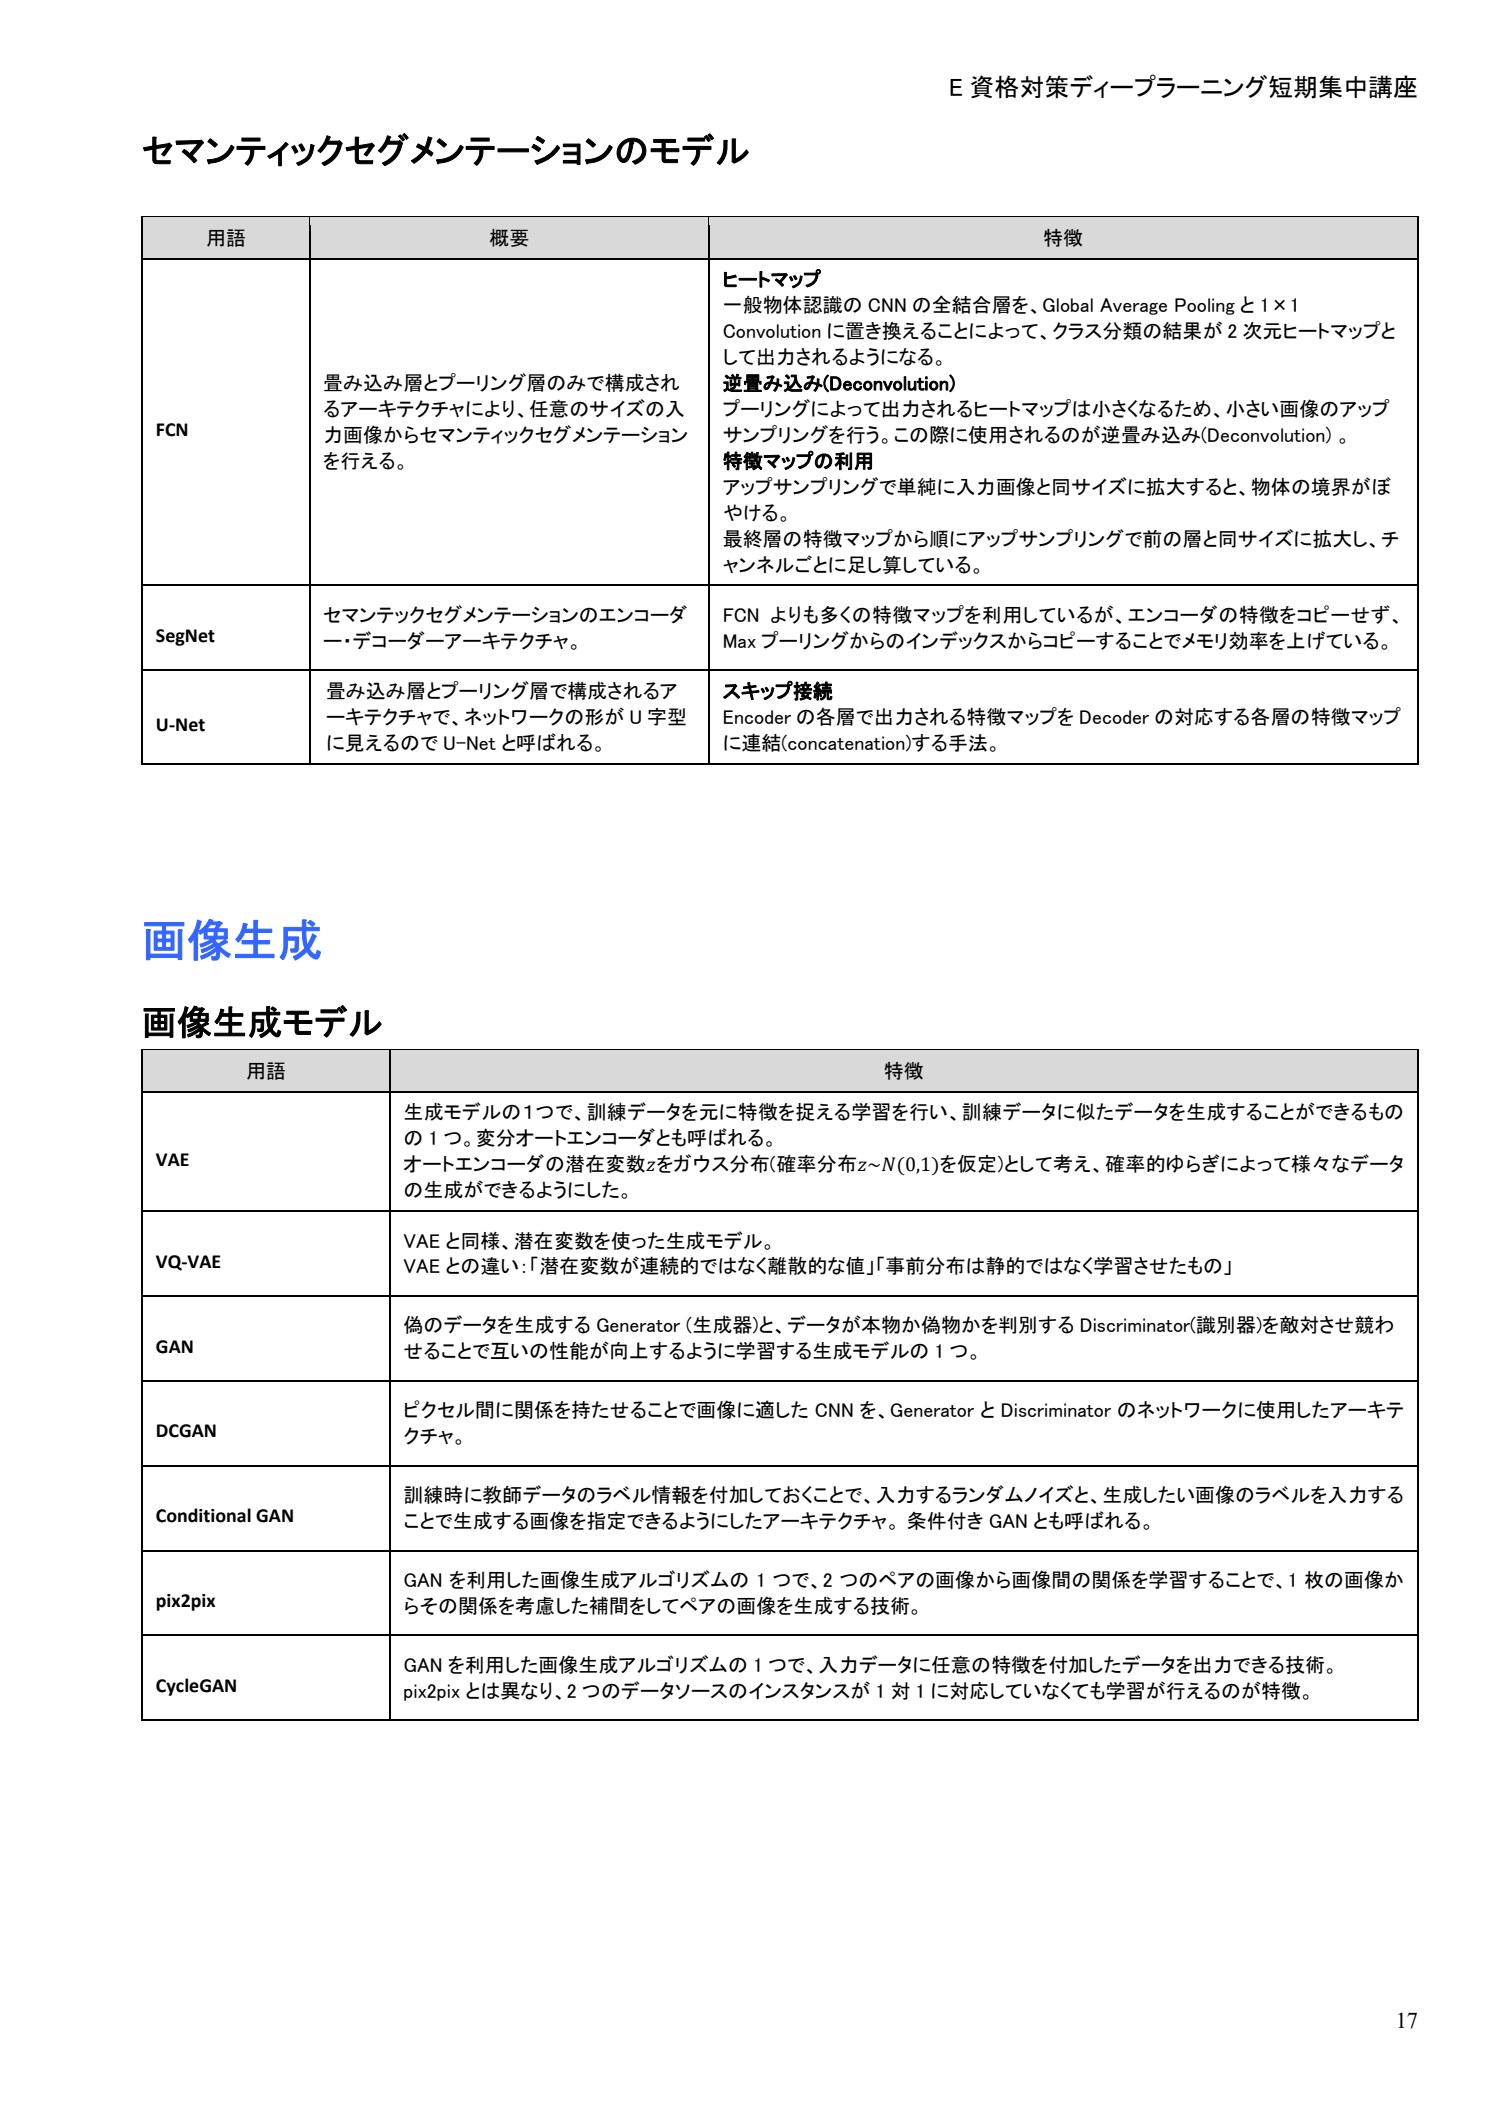 E 資格対策ディープラーニング短期集中講座
セマンティックセグメンテーションのモデル
用語 概要 特徴
FCN
畳み込み層とプーリング層のみで構成され
るアーキテクチャにより、任意のサイズの入
力画像からセマンティックセグメンテーション
を行える。
ヒートマップ
一般物体認識の CNN の全結合層を、Global Average Pooling と 1×1
Convolution に置き換えることによって、クラス分類の結果が 2 次元ヒートマップと
して出力されるようになる。
逆畳み込み(Deconvolution)
プーリングによって出力されるヒートマップは小さくなるため、小さい画像のアップ
サンプリングを行う。この際に使用されるのが逆畳み込み(Deconvolution) 。
特徴マップの利用
アップサンプリングで単純に入力画像と同サイズに拡大すると、物体の境界がぼ
やける。
最終層の特徴マップから順にアップサンプリングで前の層と同サイズに拡大し、チ
ャンネルごとに足し算している。
SegNet
セマンテックセグメンテーションのエンコーダ
ー・デコーダーアーキテクチャ。
FCN よりも多くの特徴マップを利用しているが、エンコーダの特徴をコピーせず、
Max プーリングからのインデックスからコピーすることでメモリ効率を上げている。
U-Net
畳み込み層とプーリング層で構成されるア
ーキテクチャで、ネットワークの形が U 字型
に見えるので U-Net と呼ばれる。
スキップ接続
Encoder の各層で出力される特徴マップを Decoder の対応する各層の特徴マップ
に連結(concatenation)する手法。
画像生成
画像生成モデル
用語 特徴
VAE
生成モデルの1つで、訓練データを元に特徴を捉える学習を行い、訓練データに似たデータを生成することができるもの
の 1 つ。変分オートエンコーダとも呼ばれる。
オートエンコーダの潜在変数zをガウス分布(確率分布z~N(0,1)を仮定)として考え、確率的ゆらぎによって様々なデータ
の生成ができるようにした。
VQ-VAE
VAE と同様、潜在変数を使った生成モデル。
VAE との違い:「潜在変数が連続的ではなく離散的な値」「事前分布は静的ではなく学習させたもの」
GAN
偽のデータを生成する Generator (生成器)と、データが本物か偽物かを判別する Discriminator(識別器)を敵対させ競わ
せることで互いの性能が向上するように学習する生成モデルの 1 つ。
DCGAN
ピクセル間に関係を持たせることで画像に適した CNN を、Generator と Discriminator のネットワークに使用したアーキテ
クチャ。
Conditional GAN
訓練時に教師データのラベル情報を付加しておくことで、入力するランダムノイズと、生成したい画像のラベルを入力する
ことで生成する画像を指定できるようにしたアーキテクチャ。条件付き GAN とも呼ばれる。
pix2pix
GAN を利用した画像生成アルゴリズムの 1 つで、2 つのペアの画像から画像間の関係を学習することで、1 枚の画像か
らその関係を考慮した補間をしてペアの画像を生成する技術。
CycleGAN
GAN を利用した画像生成アルゴリズムの 1 つで、入力データに任意の特徴を付加したデータを出力できる技術。
pix2pix とは異なり、2 つのデータソースのインスタンスが 1 対 1 に対応していなくても学習が行えるのが特徴。
17